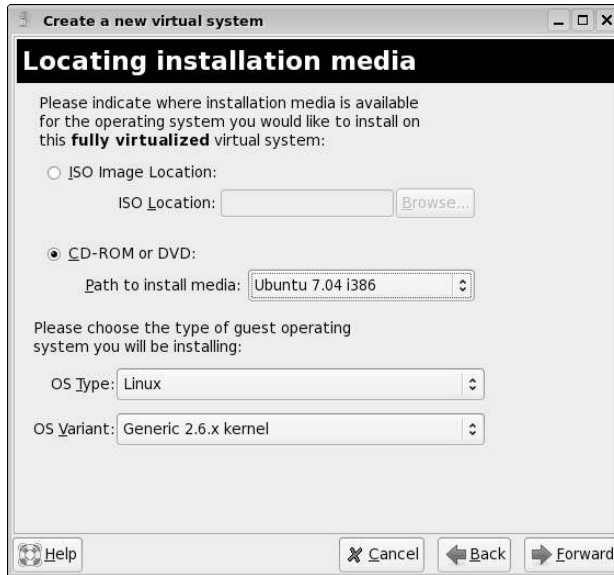 Create a new virtual system
Locating installation media
Please indicate where installation media is available
for the operating system you would like to install on
this fully virtualized virtual system:
ISO Image Location:
ISO Location:
Browse...
CD-ROM or DVD:
Path to install media: Ubuntu 7.04 i386
Please choose the type of guest operating
system you will be installing:
OS Type: Linux
OS Variant: Generic 2.6.x kernel
Help Cancel Back Forward